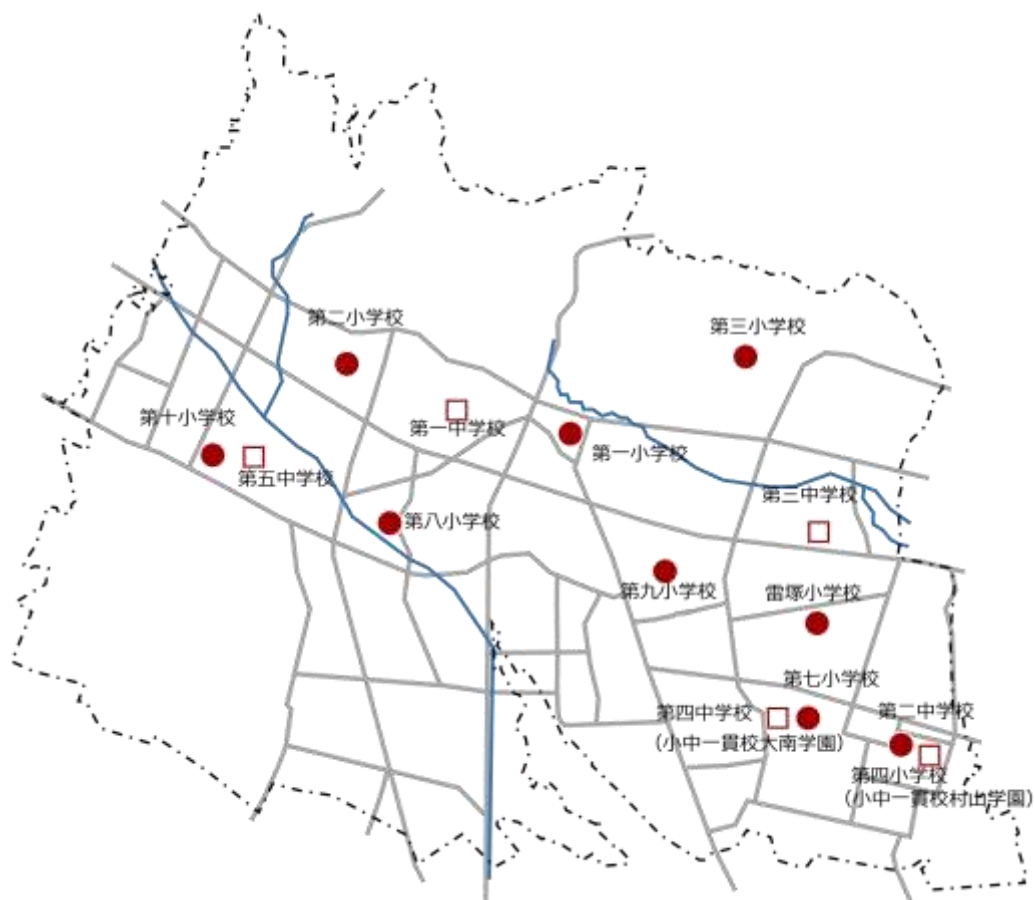 第二小学校
第三小学校
第十小学校
第一中学校
第一小学校
第五中学校
第三中学校
第八小学校
第九小学校
雷塚小学校
第七小学校
第四中学校
第二中学校
（小中一貫校大南学園）
第四小学校
（小中一貫校村山学園）